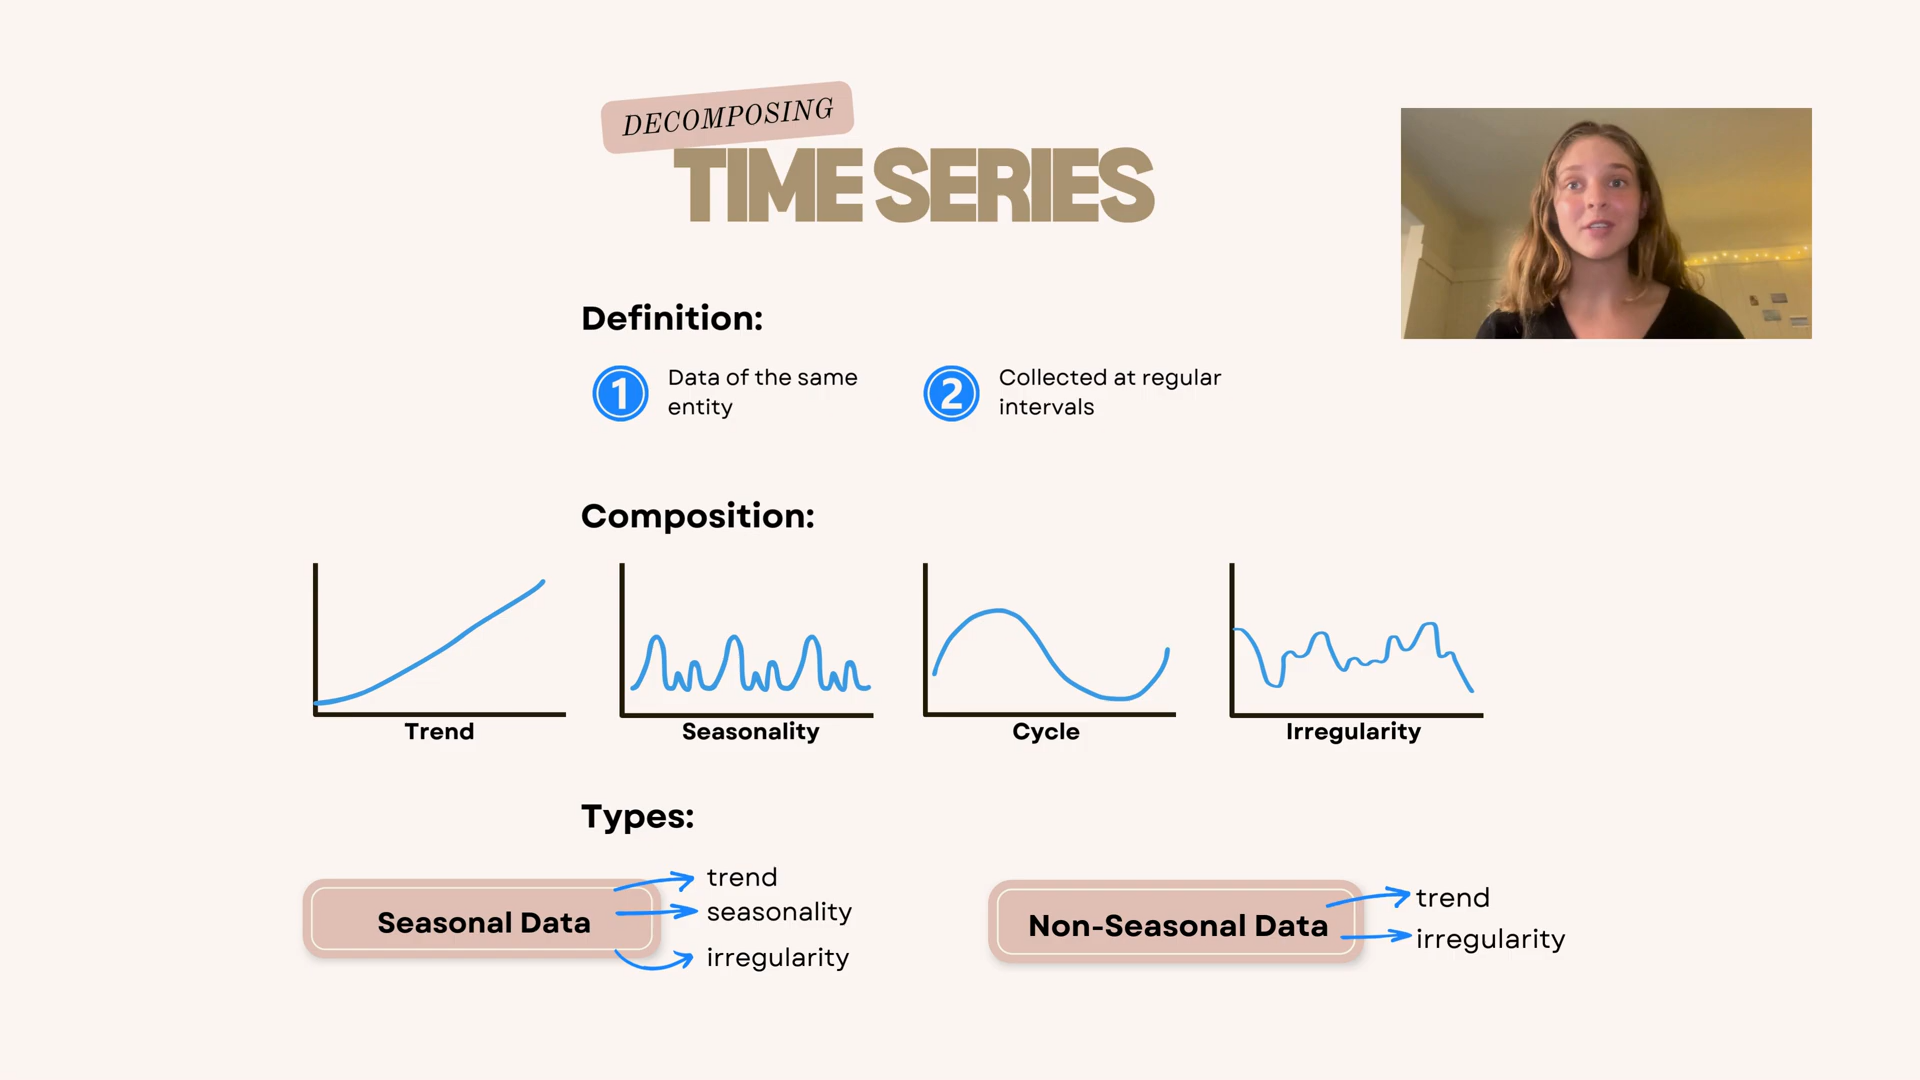 DECOMPOSING
TIME SERIES
Definition:
1
Data of the same
entity
2
Collected at regular
intervals
Composition:
Trend
Seasonality
Cycle
Irregularity
Types:
Seasonal Data
trend
seasonality
irregularity
Non-Seasonal Data
trend
irregularity